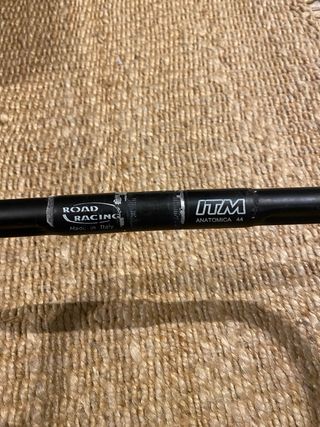 ROAD
RACING
Made in Italy
ITM
ANATOMICA 44